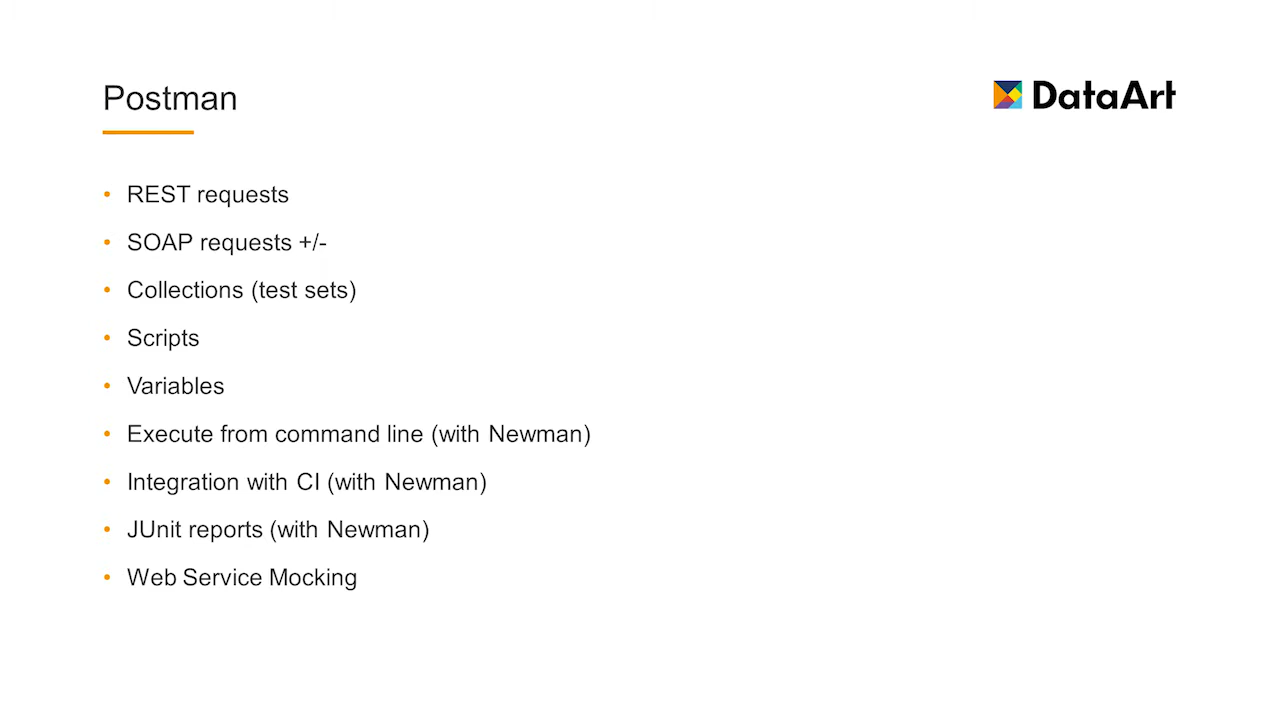 Postman
DataArt
• REST requests
• SOAP requests +/-
• Collections (test sets)
• Scripts
• Variables
• Execute from command line (with Newman)
• Integration with CI (with Newman)
• JUnit reports (with Newman)
• Web Service Mocking